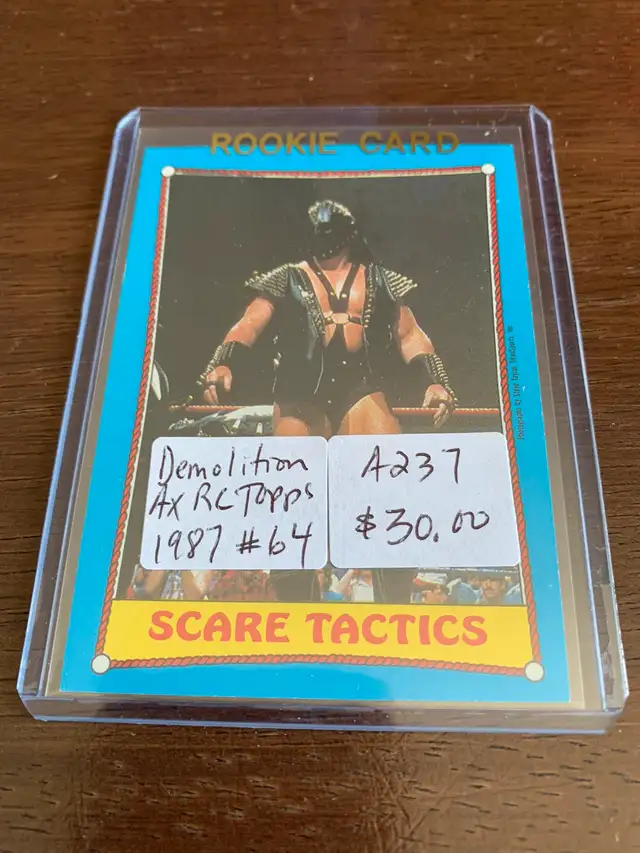 ROOKIE CARD
Demolition
Ax RC Topps
1987 #64
A237
$30.00
SCARE TACTICS